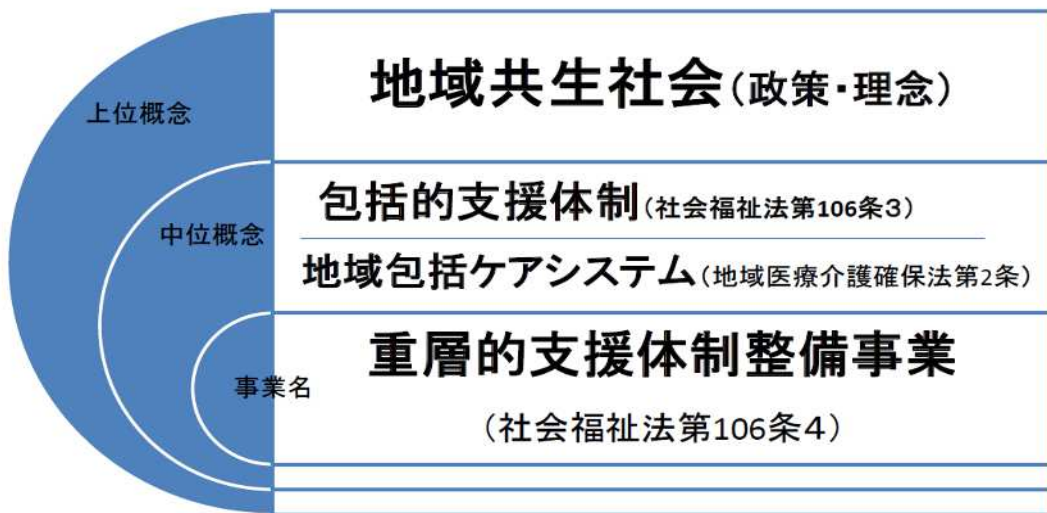 上位概念
地域共生社会(政策・理念)
中位概念
包括的支援体制(社会福祉法第106条3)
地域包括ケアシステム(地域医療介護確保法第2条)
事業名
重層的支援体制整備事業
(社会福祉法第106条4)